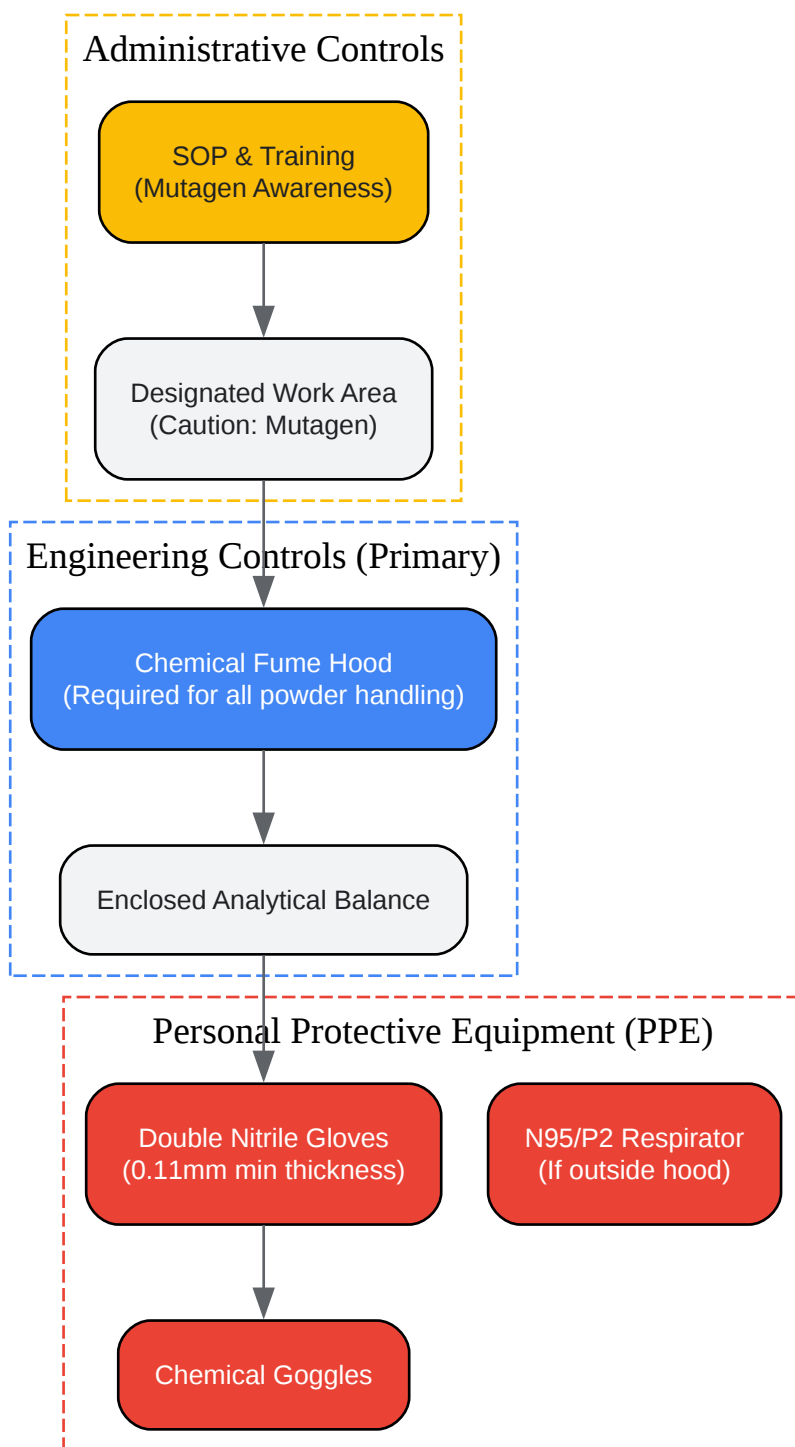 Administrative Controls
SOP & Training
(Mutagen Awareness)
Designated Work Area
(Caution: Mutagen)
Engineering Controls (Primary)
Chemical Fume Hood
(Required for all powder handling)
Enclosed Analytical Balance
Personal Protective Equipment (PPE)
Double Nitrile Gloves
(0.11mm min thickness)
N95/P2 Respirator
(If outside hood)
Chemical Goggles